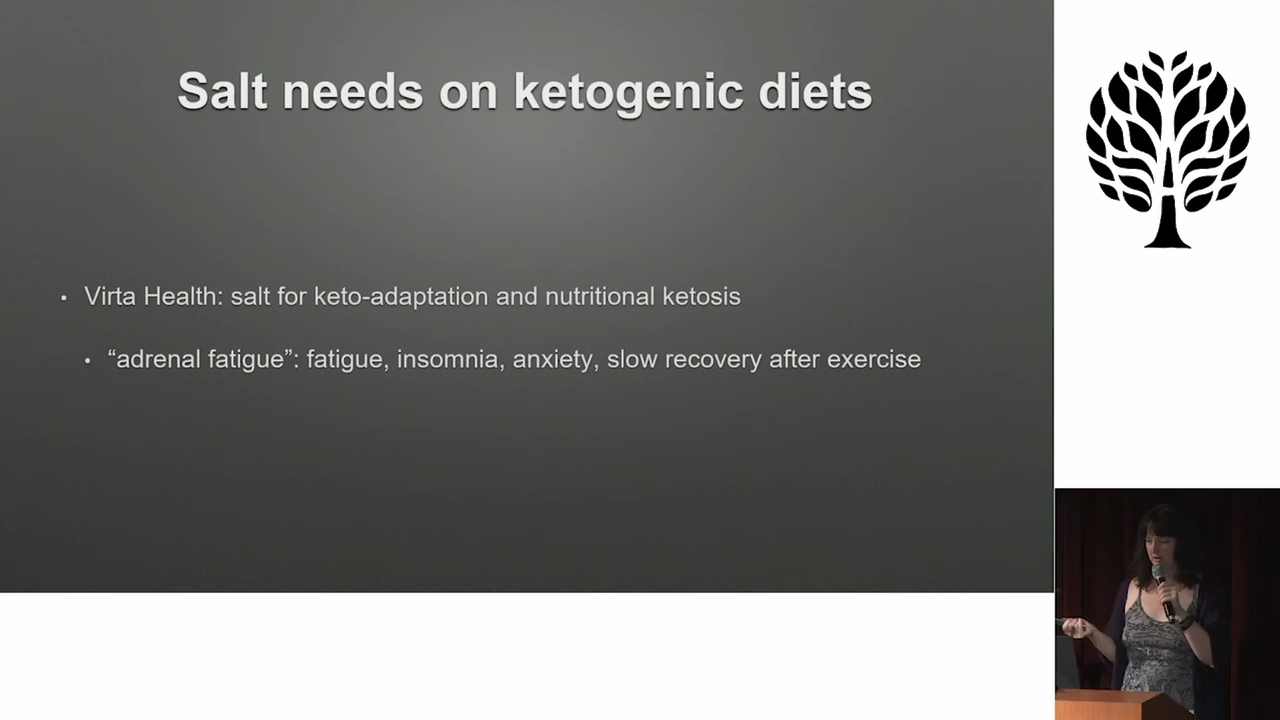 Salt needs on ketogenic diets
• Virta Health: salt for keto-adaptation and nutritional ketosis
• “adrenal fatigue”: fatigue, insomnia, anxiety, slow recovery after exercise